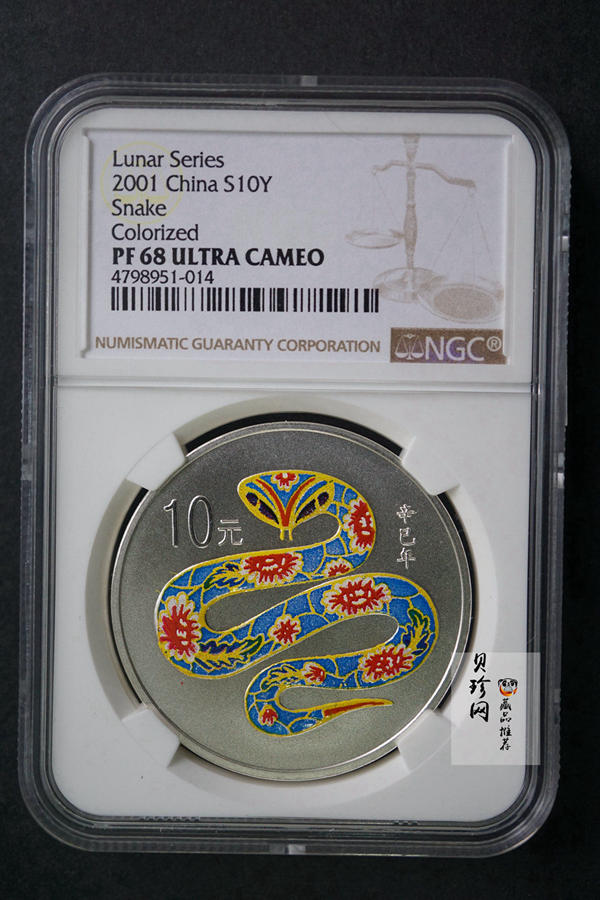 Lunar Series
2001 China S10Y
Snake
Colorized
PF 68 ULTRA CAMEO
4798951-014
NUMISMATIC GUARANTY CORPORATION
NGC®
10元
辛巳年
贝珍网
藏品推荐